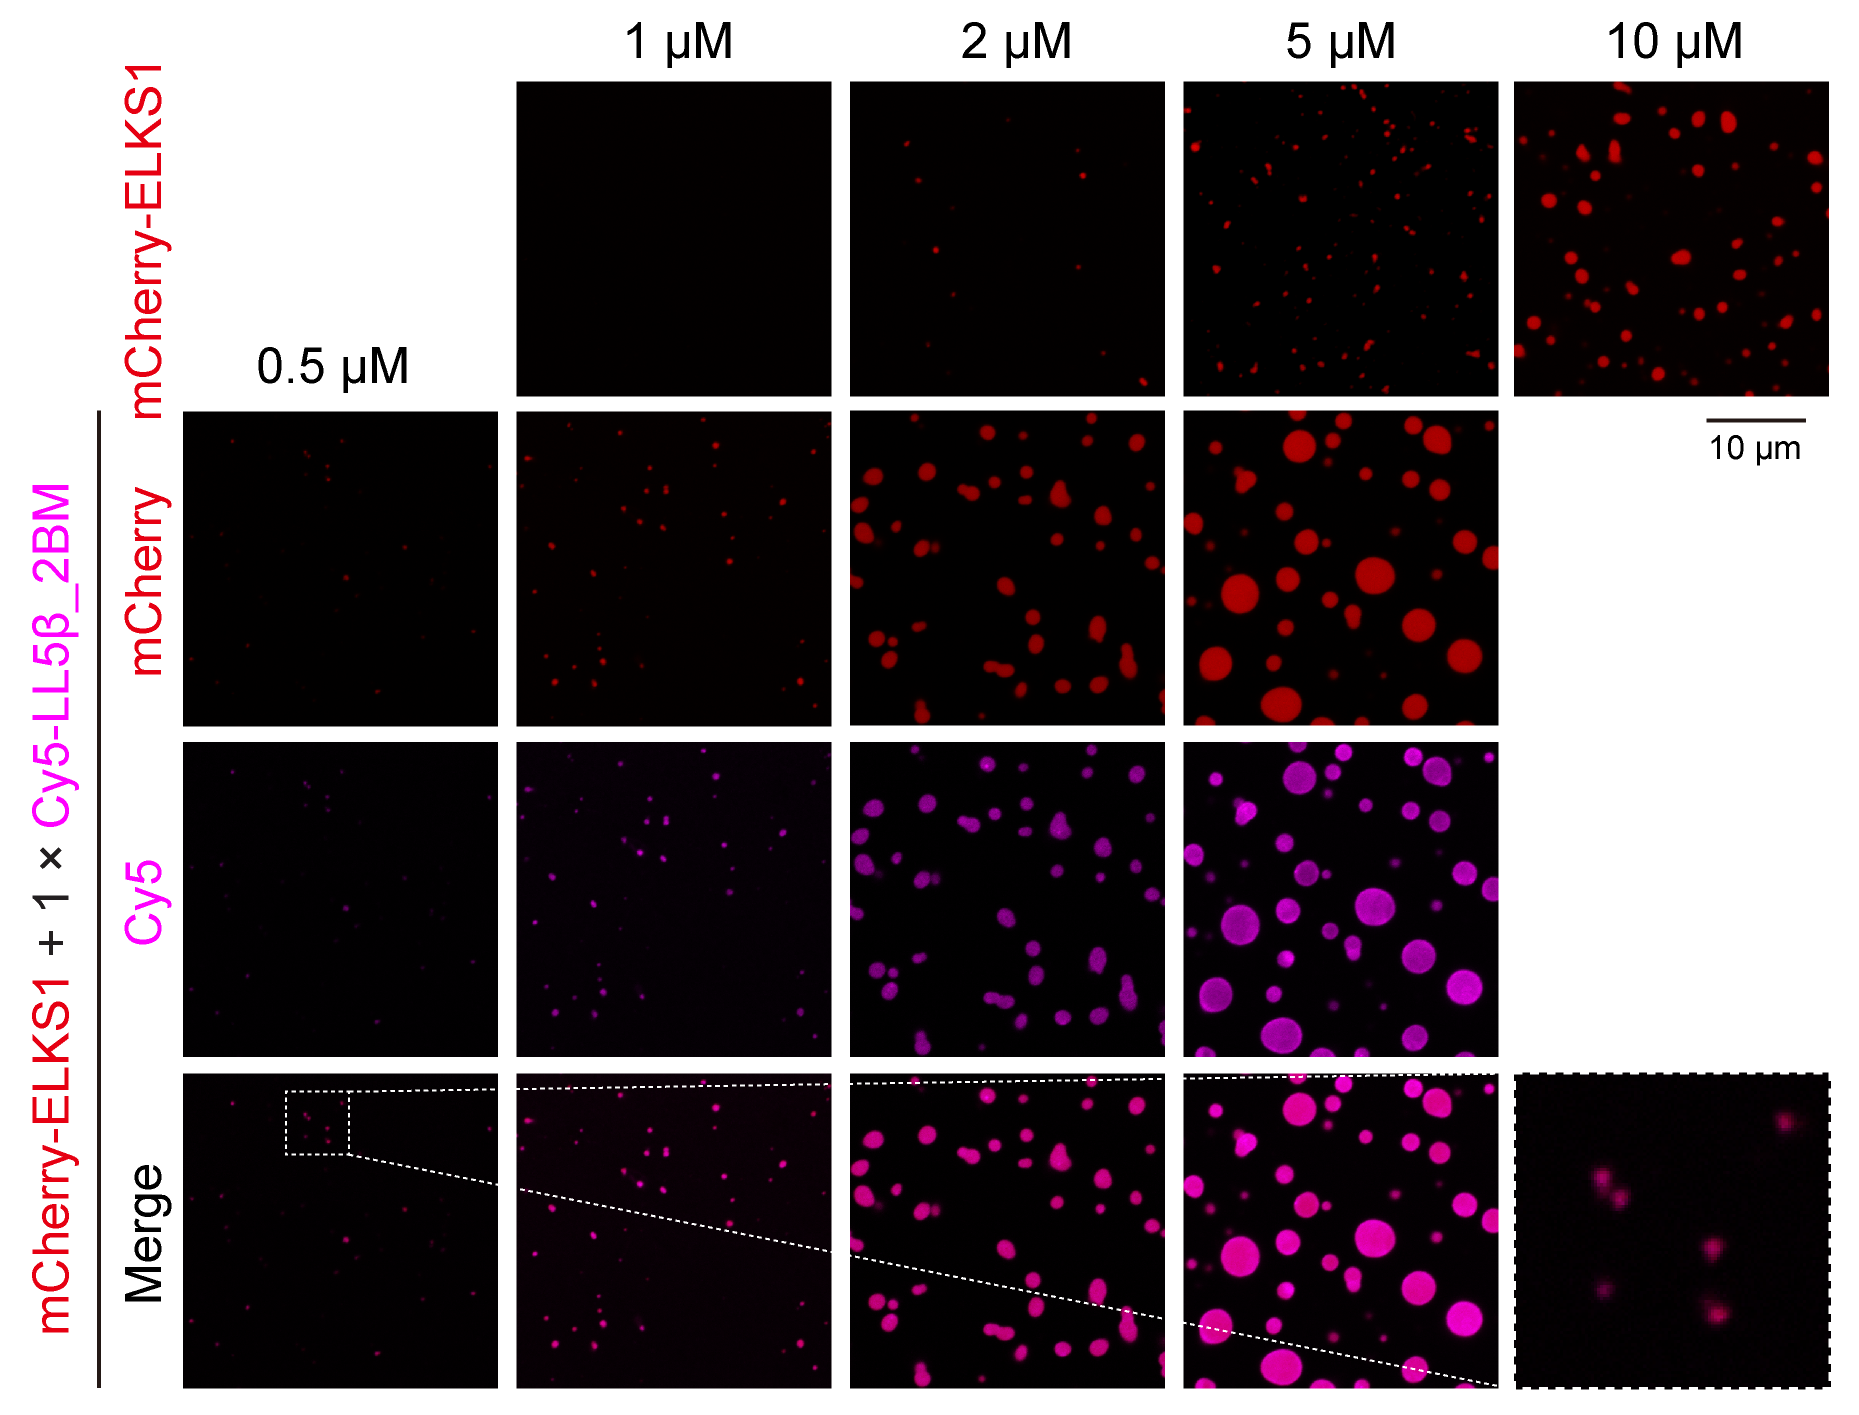 1 µM
2 µM
5 µM
10 µM
mCherry-ELKS1
0.5 µM
10 µm
mCherry-ELKS1 + 1 × Cy5-LL5β_2BM
mCherry
Cy5
Merge